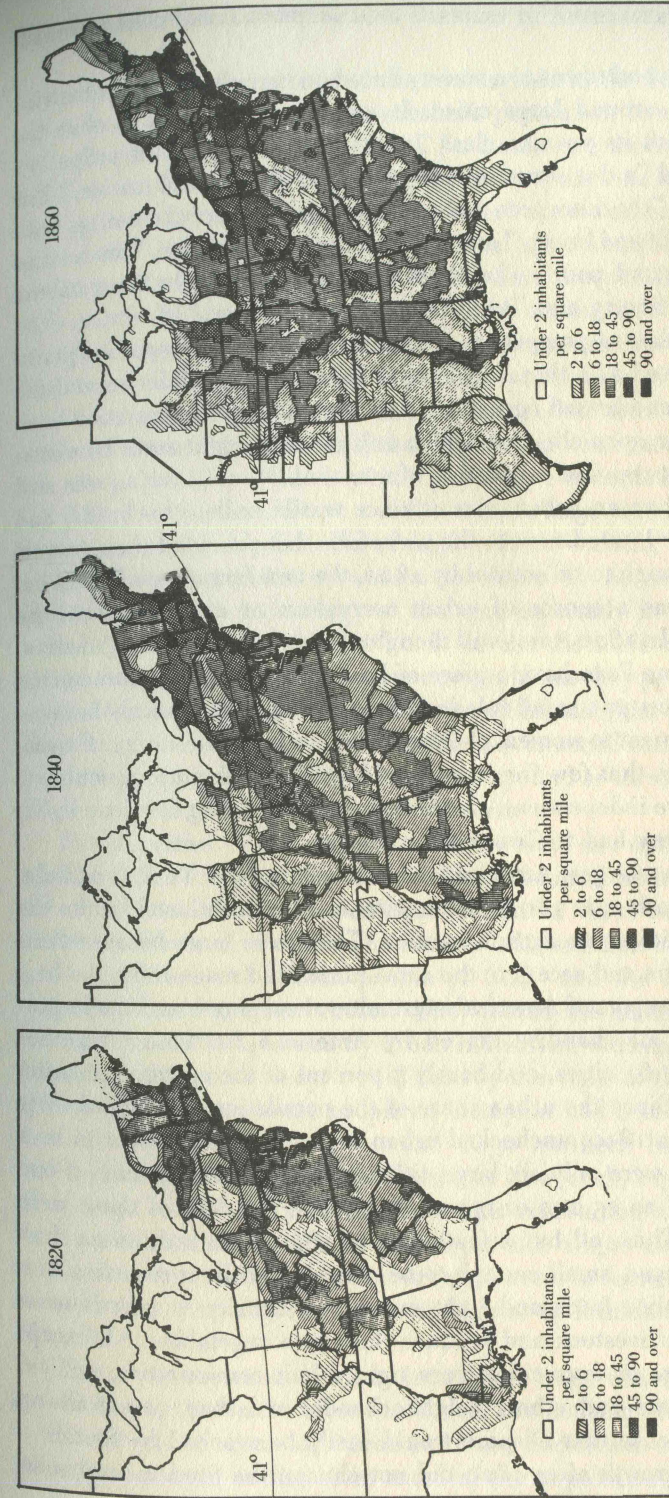 1820
41°
Under 2 inhabitants
per square mile
2 to 6
6 to 18
18 to 45
45 to 90
90 and over
1840
41°
Under 2 inhabitants
per square mile
2 to 6
6 to 18
18 to 45
45 to 90
90 and over
1860
41°
Under 2 inhabitants
per square mile
2 to 6
6 to 18
18 to 45
45 to 90
90 and over